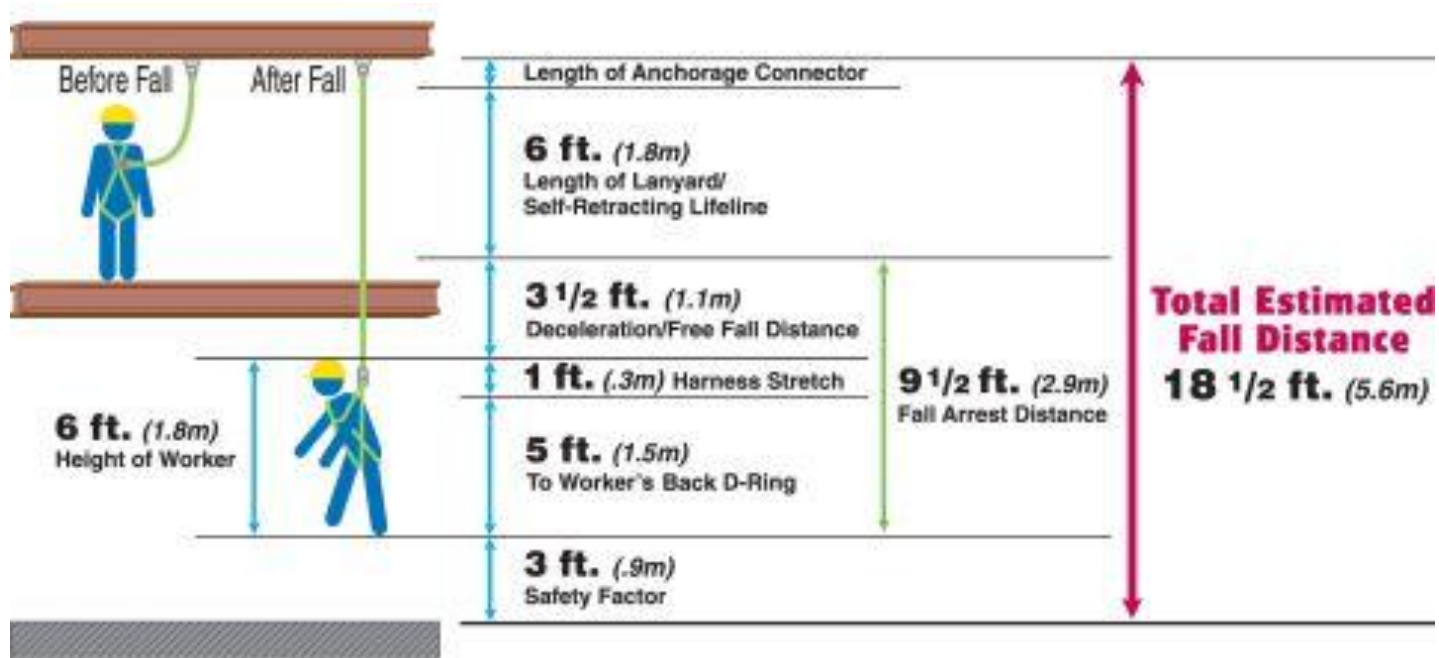 Before Fall
After Fall
Length of Anchorage Connector
6 ft. (1.8m)
Length of Lanyard/
Self-Retracting Lifeline
3 1/2 ft. (1.1m)
Deceleration/Free Fall Distance
1 ft. (.3m) Harness Stretch
6 ft. (1.8m)
Height of Worker
5 ft. (1.5m)
To Worker's Back D-Ring
3 ft. (.9m)
Safety Factor
9 1/2 ft. (2.9m)
Fall Arrest Distance
Total Estimated
Fall Distance
18 1/2 ft. (5.6m)